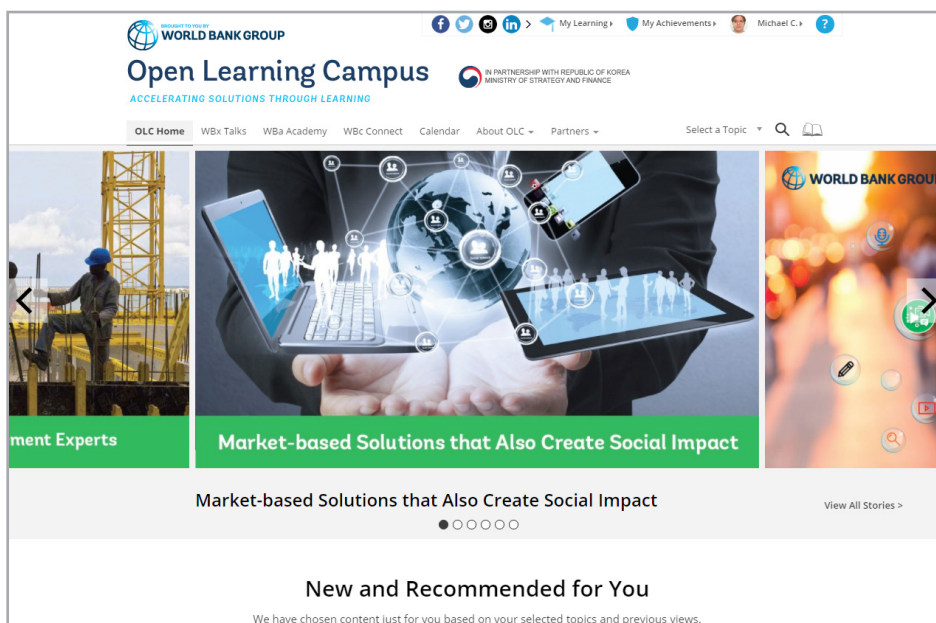 BROUGHT TO YOU BY
WORLD BANK GROUP
My Learning
My Achievements
Michael C.
?
Open Learning Campus
IN PARTNERSHIP WITH REPUBLIC OF KOREA
MINISTRY OF STRATEGY AND FINANCE
ACCELERATING SOLUTIONS THROUGH LEARNING
OLC Home WBx Talks WBa Academy WBc Connect Calendar About OLC Partners Select a Topic
WORLD BANK GROUP
ment Experts
Market-based Solutions that Also Create Social Impact
Market-based Solutions that Also Create Social Impact
View All Stories >
New and Recommended for You
We have chosen content just for you based on your selected topics and previous views.